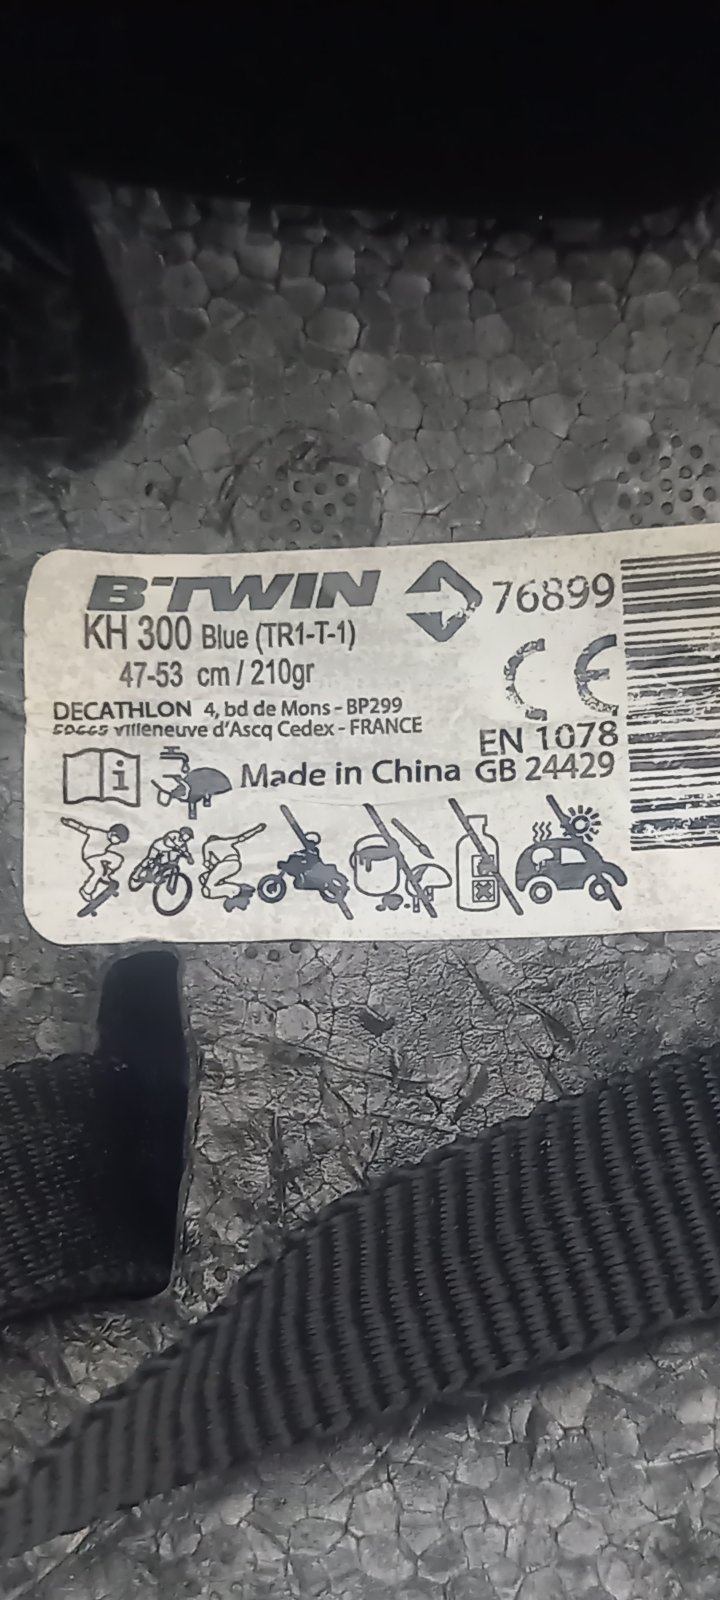 B'TWIN
76899
KH 300 Blue (TR1-T-1)
47-53 cm / 210gr
CE
DECATHLON 4, bd de Mons - BP299
Villeneuve d'Ascq Cedex - FRANCE
EN 1078
i
Made in China GB 24429